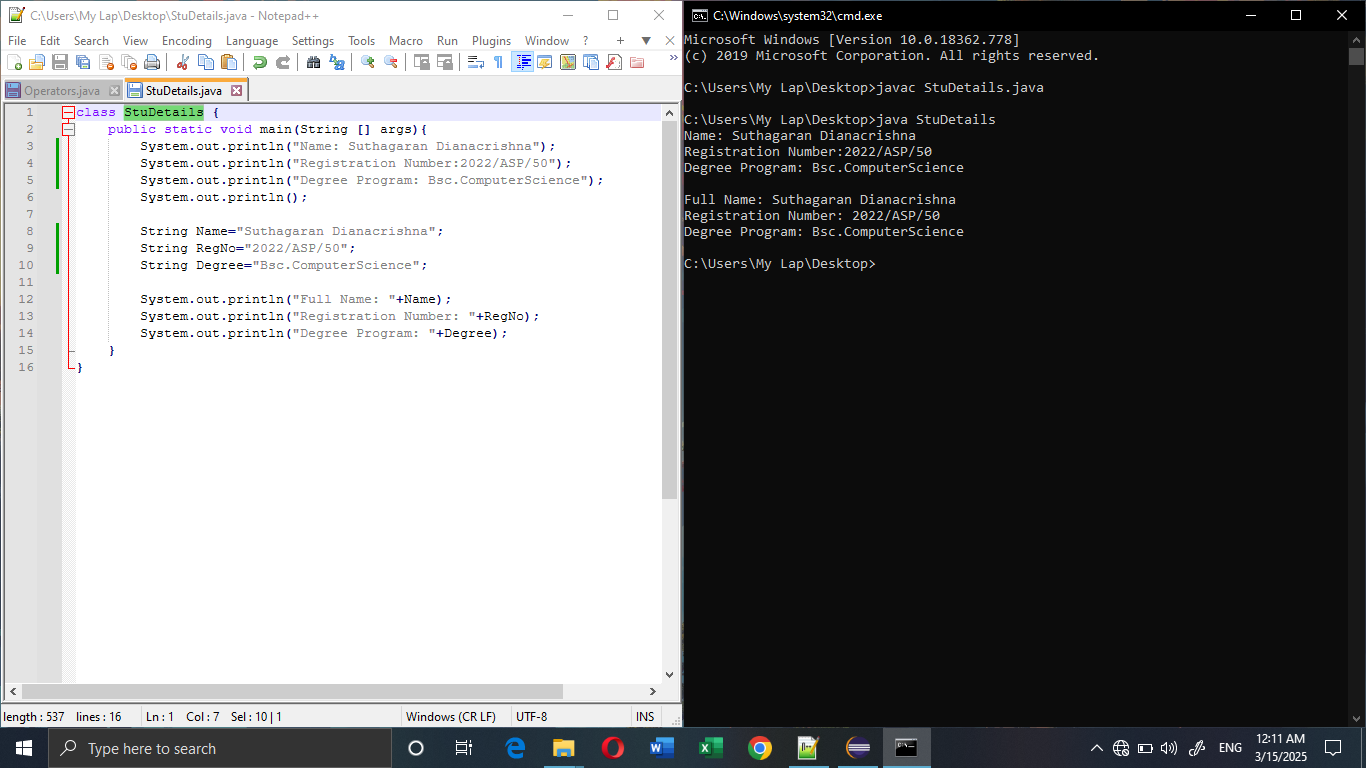 C:\Users\My Lap\Desktop\StuDetails.java - Notepad++
File Edit Search View Encoding Language Settings Tools Macro Run Plugins Window ? + ▼ X
»
Operators.java
StuDetails.java
1 class StuDetails {
2 public static void main(String [] args){
3 System.out.println("Name: Suthagaran Dianacrishna");
4 System.out.println("Registration Number:2022/ASP/50");
5 System.out.println("Degree Program: Bsc.ComputerScience");
6 System.out.println();
7
8 String Name="Suthagaran Dianacrishna";
9 String RegNo="2022/ASP/50";
10 String Degree="Bsc.ComputerScience";
11
12 System.out.println("Full Name: "+Name);
13 System.out.println("Registration Number: "+RegNo);
14 System.out.println("Degree Program: "+Degree);
15 }
16 }
length : 537 lines : 16 Ln : 1 Col : 7 Sel : 10 | 1 Windows (CR LF) UTF-8 INS
C:\Windows\system32\cmd.exe
Microsoft Windows [Version 10.0.18362.778]
(c) 2019 Microsoft Corporation. All rights reserved.
C:\Users\My Lap\Desktop>javac StuDetails.java
C:\Users\My Lap\Desktop>java StuDetails
Name: Suthagaran Dianacrishna
Registration Number:2022/ASP/50
Degree Program: Bsc.ComputerScience
Full Name: Suthagaran Dianacrishna
Registration Number: 2022/ASP/50
Degree Program: Bsc.ComputerScience
C:\Users\My Lap\Desktop>
Type here to search
ENG
12:11 AM
3/15/2025